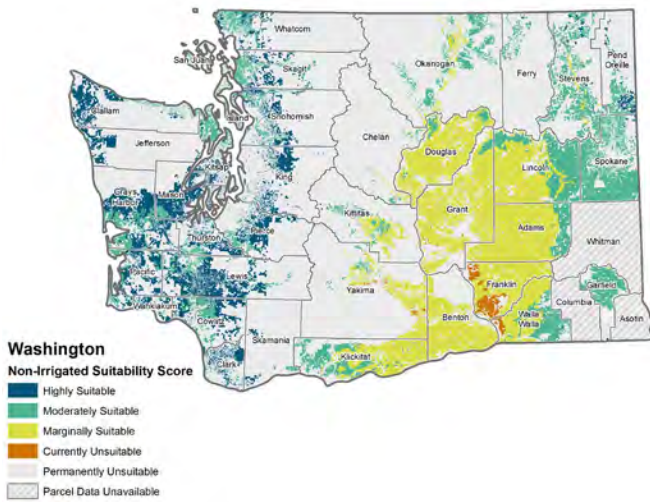 Whatcom
San Juan
Skagit
Okanogan
Ferry
Stevens
Pend
Oreille
Clallam
Island
Snohomish
Chelan
Jefferson
Kitsap
Douglas
Lincoln
Spokane
King
Grays
Harbor
Mason
Grant
Kittitas
Adams
Whitman
Thurston
Pierce
Pacific
Lewis
Yakima
Franklin
Garfield
Wahkiakum
Cowlitz
Benton
Walla
Walla
Columbia
Asotin
Skamania
Klickitat
Clark
Washington
Non-Irrigated Suitability Score
Highly Suitable
Moderately Suitable
Marginally Suitable
Currently Unsuitable
Permanently Unsuitable
Parcel Data Unavailable